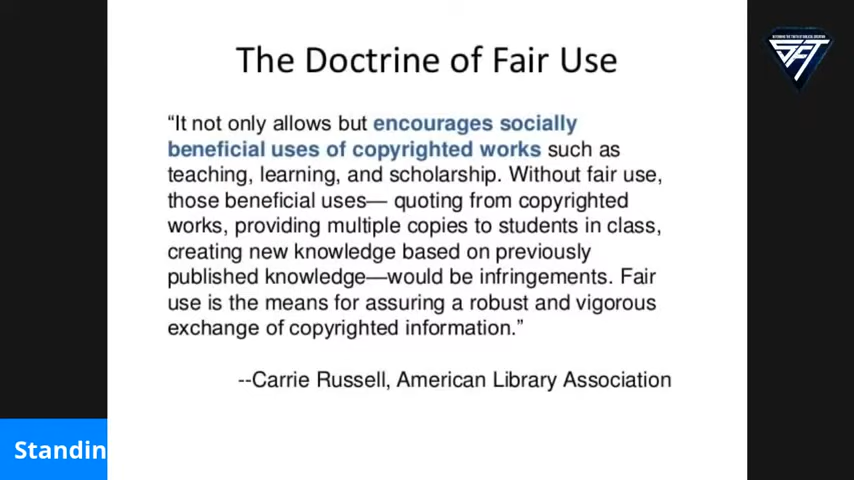 The Doctrine of Fair Use
“It not only allows but encourages socially
beneficial uses of copyrighted works such as
teaching, learning, and scholarship. Without fair use,
those beneficial uses— quoting from copyrighted
works, providing multiple copies to students in class,
creating new knowledge based on previously
published knowledge—would be infringements. Fair
use is the means for assuring a robust and vigorous
exchange of copyrighted information.”
--Carrie Russell, American Library Association
Standin
SFT